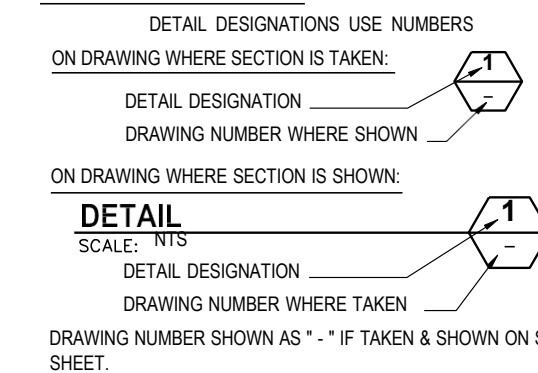 DETAIL DESIGNATIONS USE NUMBERS
ON DRAWING WHERE SECTION IS TAKEN:
1
DETAIL DESIGNATION
–
DRAWING NUMBER WHERE SHOWN
ON DRAWING WHERE SECTION IS SHOWN:
DETAIL
1
SCALE: NTS
–
DETAIL DESIGNATION
DRAWING NUMBER WHERE TAKEN
DRAWING NUMBER SHOWN AS " - " IF TAKEN & SHOWN ON
SHEET.